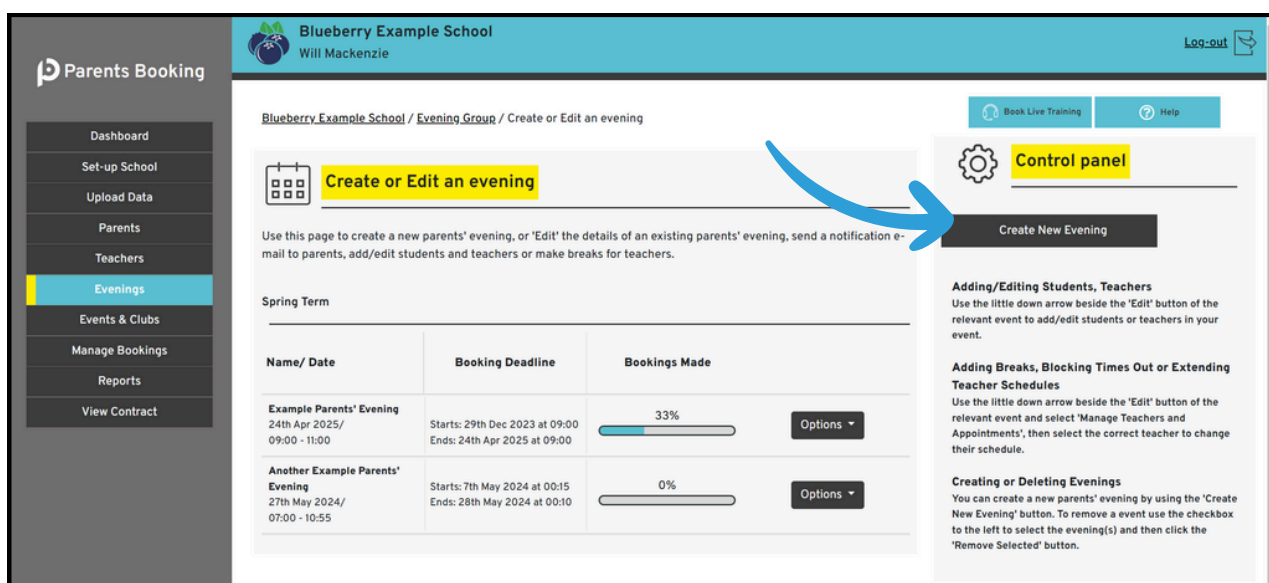 Parents Booking
Dashboard
Set-up School
Upload Data
Parents
Teachers
Evenings
Events & Clubs
Manage Bookings
Reports
View Contract
Blueberry Example School
Will Mackenzie
Log-out
Blueberry Example School / Evening Group / Create or Edit an evening
Book Live Training
Help
Create or Edit an evening
Use this page to create a new parents' evening, or 'Edit' the details of an existing parents' evening, send a notification e-
mail to parents, add/edit students and teachers or make breaks for teachers.
Spring Term
Name/ Date
Booking Deadline
Bookings Made
Example Parents' Evening
24th Apr 2025/
09:00 - 11:00
Starts: 29th Dec 2023 at 09:00
Ends: 24th Apr 2025 at 09:00
33%
Options
Another Example Parents'
Evening
27th May 2024/
07:00 - 10:55
Starts: 7th May 2024 at 00:15
Ends: 28th May 2024 at 00:10
0%
Options
Control panel
Create New Evening
Adding/Editing Students, Teachers
Use the little down arrow beside the 'Edit' button of the
relevant event to add/edit students or teachers in your
event.
Adding Breaks, Blocking Times Out or Extending
Teacher Schedules
Use the little down arrow beside the 'Edit' button of the
relevant event and select 'Manage Teachers and
Appointments', then select the correct teacher to change
their schedule.
Creating or Deleting Evenings
You can create a new parents' evening by using the 'Create
New Evening' button. To remove a event use the checkbox
to the left to select the evening(s) and then click the
'Remove Selected' button.